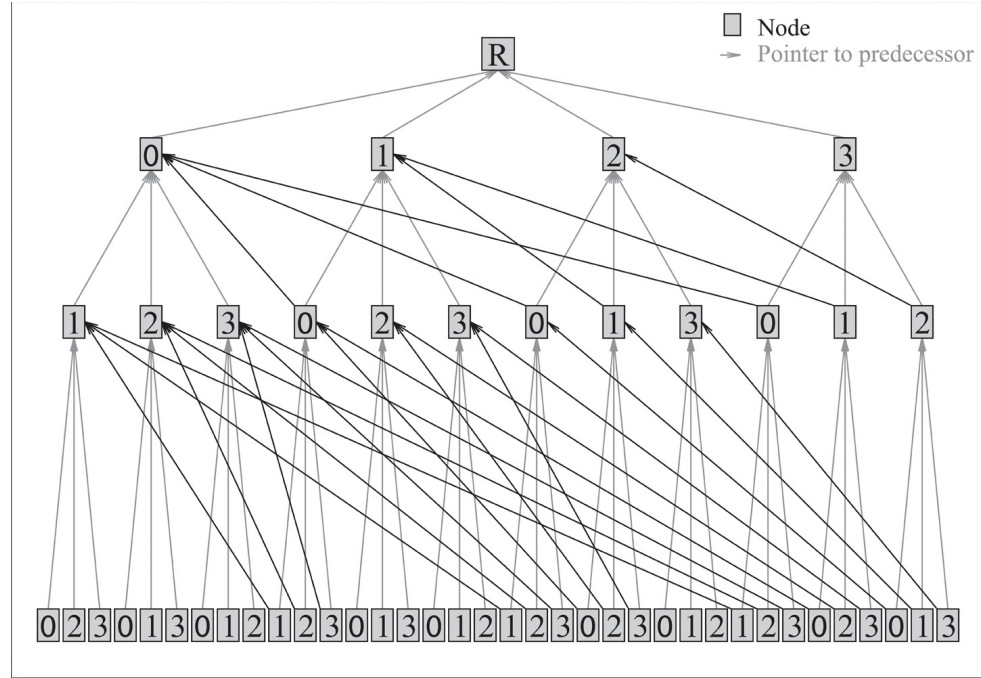 Node
Pointer to predecessor
R
0 1 2 3
1 2 3 0 2 3 0 1 3 0 1 2
0 2 3 0 1 3 0 1 2 1 2 3 0 1 3 0 1 2 1 2 3 0 2 3 0 1 2 1 2 3 0 2 3 0 1 3